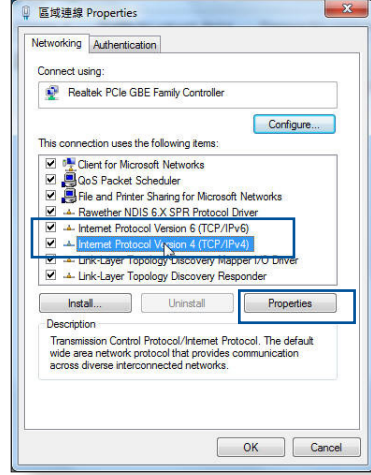 區域連線 Properties
Networking
Authentication
Connect using:
Realtek PCIe GBE Family Controller
Configure...
This connection uses the following items:
Client for Microsoft Networks
QoS Packet Scheduler
File and Printer Sharing for Microsoft Networks
Rawether NDIS 6.X SPR Protocol Driver
Internet Protocol Version 6 (TCP/IPv6)
Internet Protocol Version 4 (TCP/IPv4)
Link-Layer Topology Discovery Mapper I/O Driver
Link-Layer Topology Discovery Responder
Install...
Uninstall
Properties
Description
Transmission Control Protocol/Internet Protocol. The default
wide area network protocol that provides communication
across diverse interconnected networks.
OK
Cancel